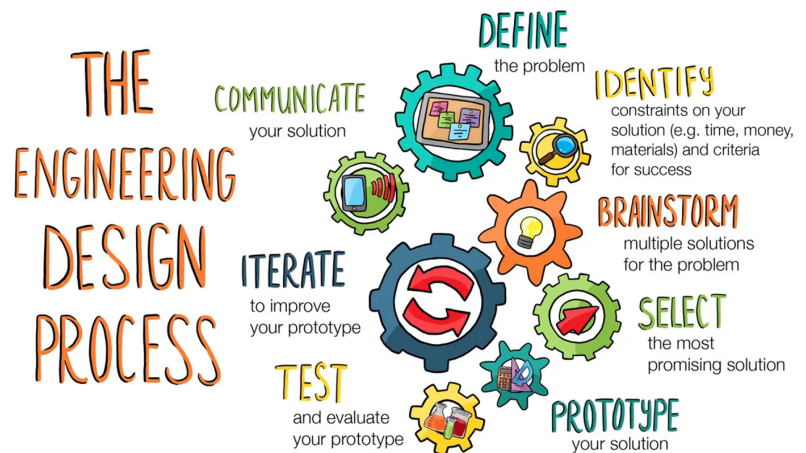 THE
ENGINEERING
DESIGN
PROCESS
DEFINE
the problem
IDENTIFY
constraints on your
solution (e.g. time, money,
materials) and criteria
for success
BRAINSTORM
multiple solutions
for the problem
SELECT
the most
promising solution
PROTOTYPE
your solution
TEST
and evaluate
your prototype
ITERATE
to improve
your prototype
COMMUNICATE
your solution